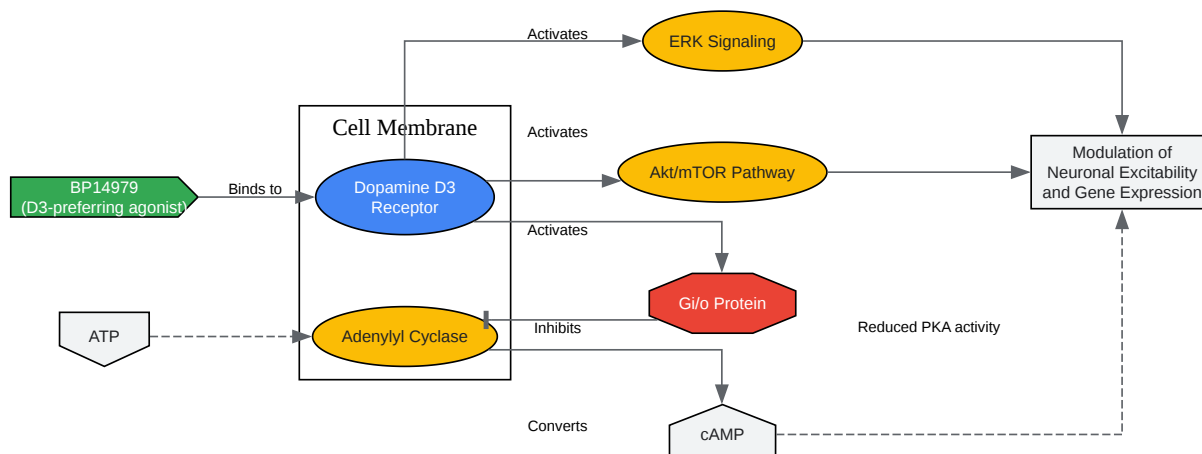 Activates
ERK Signaling
Cell Membrane
Activates
Akt/mTOR Pathway
Modulation of
Neuronal Excitability
and Gene Expression
BP14979
(D3-preferring agonist)
Binds to
Dopamine D3
Receptor
Activates
Gi/o Protein
ATP
Adenylyl Cyclase
Inhibits
Reduced PKA activity
Converts
cAMP